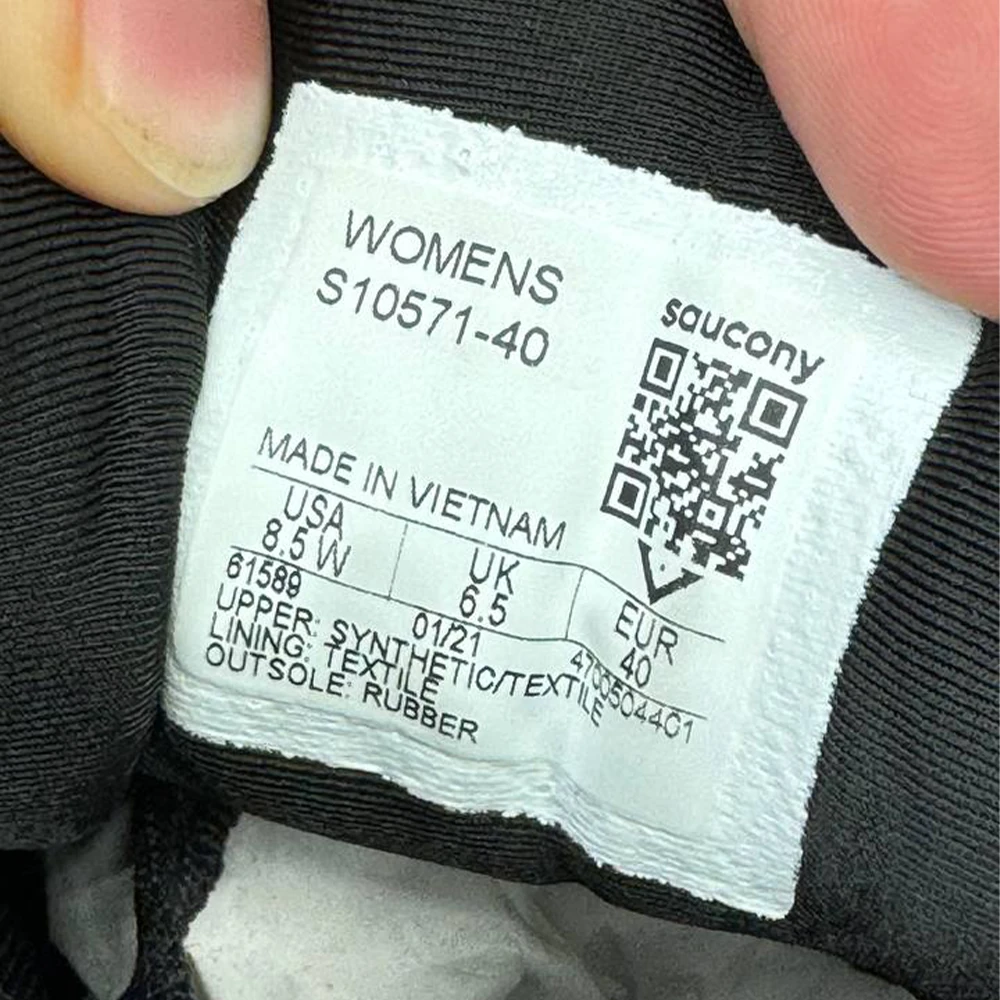 WOMENS
S10571-40
saucony
MADE IN VIETNAM
USA UK EUR
8.5 W 6.5 40
61589 01/21 4700504401
UPPER: SYNTHETIC/TEXTILE
LINING: TEXTILE
OUTSOLE: RUBBER